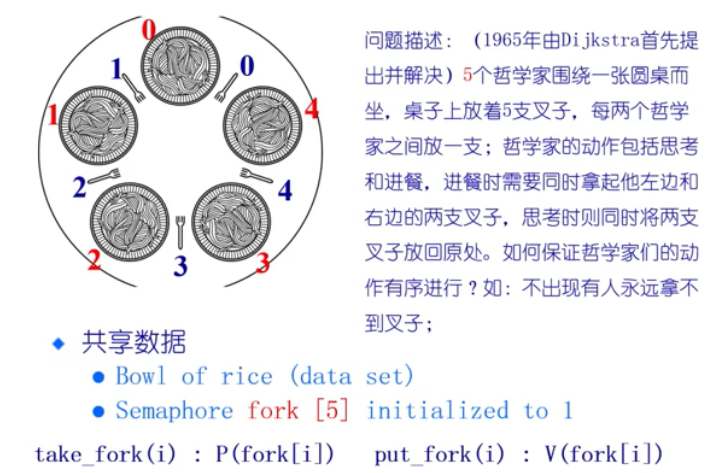 0
1
0
1
4
2
4
2
3
3
问题描述：（1965年由Dijkstra首先提
出并解决）5个哲学家围绕一张圆桌而
坐，桌子上放着5支叉子，每两个哲学
家之间放一支；哲学家的动作包括思考
和进餐，进餐时需要同时拿起他左边和
右边的两支叉子，思考时则同时将两支
叉子放回原处。如何保证哲学家们的动
作有序进行？如：不出现有人永远拿不
到叉子；
共享数据
Bowl of rice (data set)
Semaphore fork [5] initialized to 1
take_fork(i) : P(fork[i]) put_fork(i) : V(fork[i])